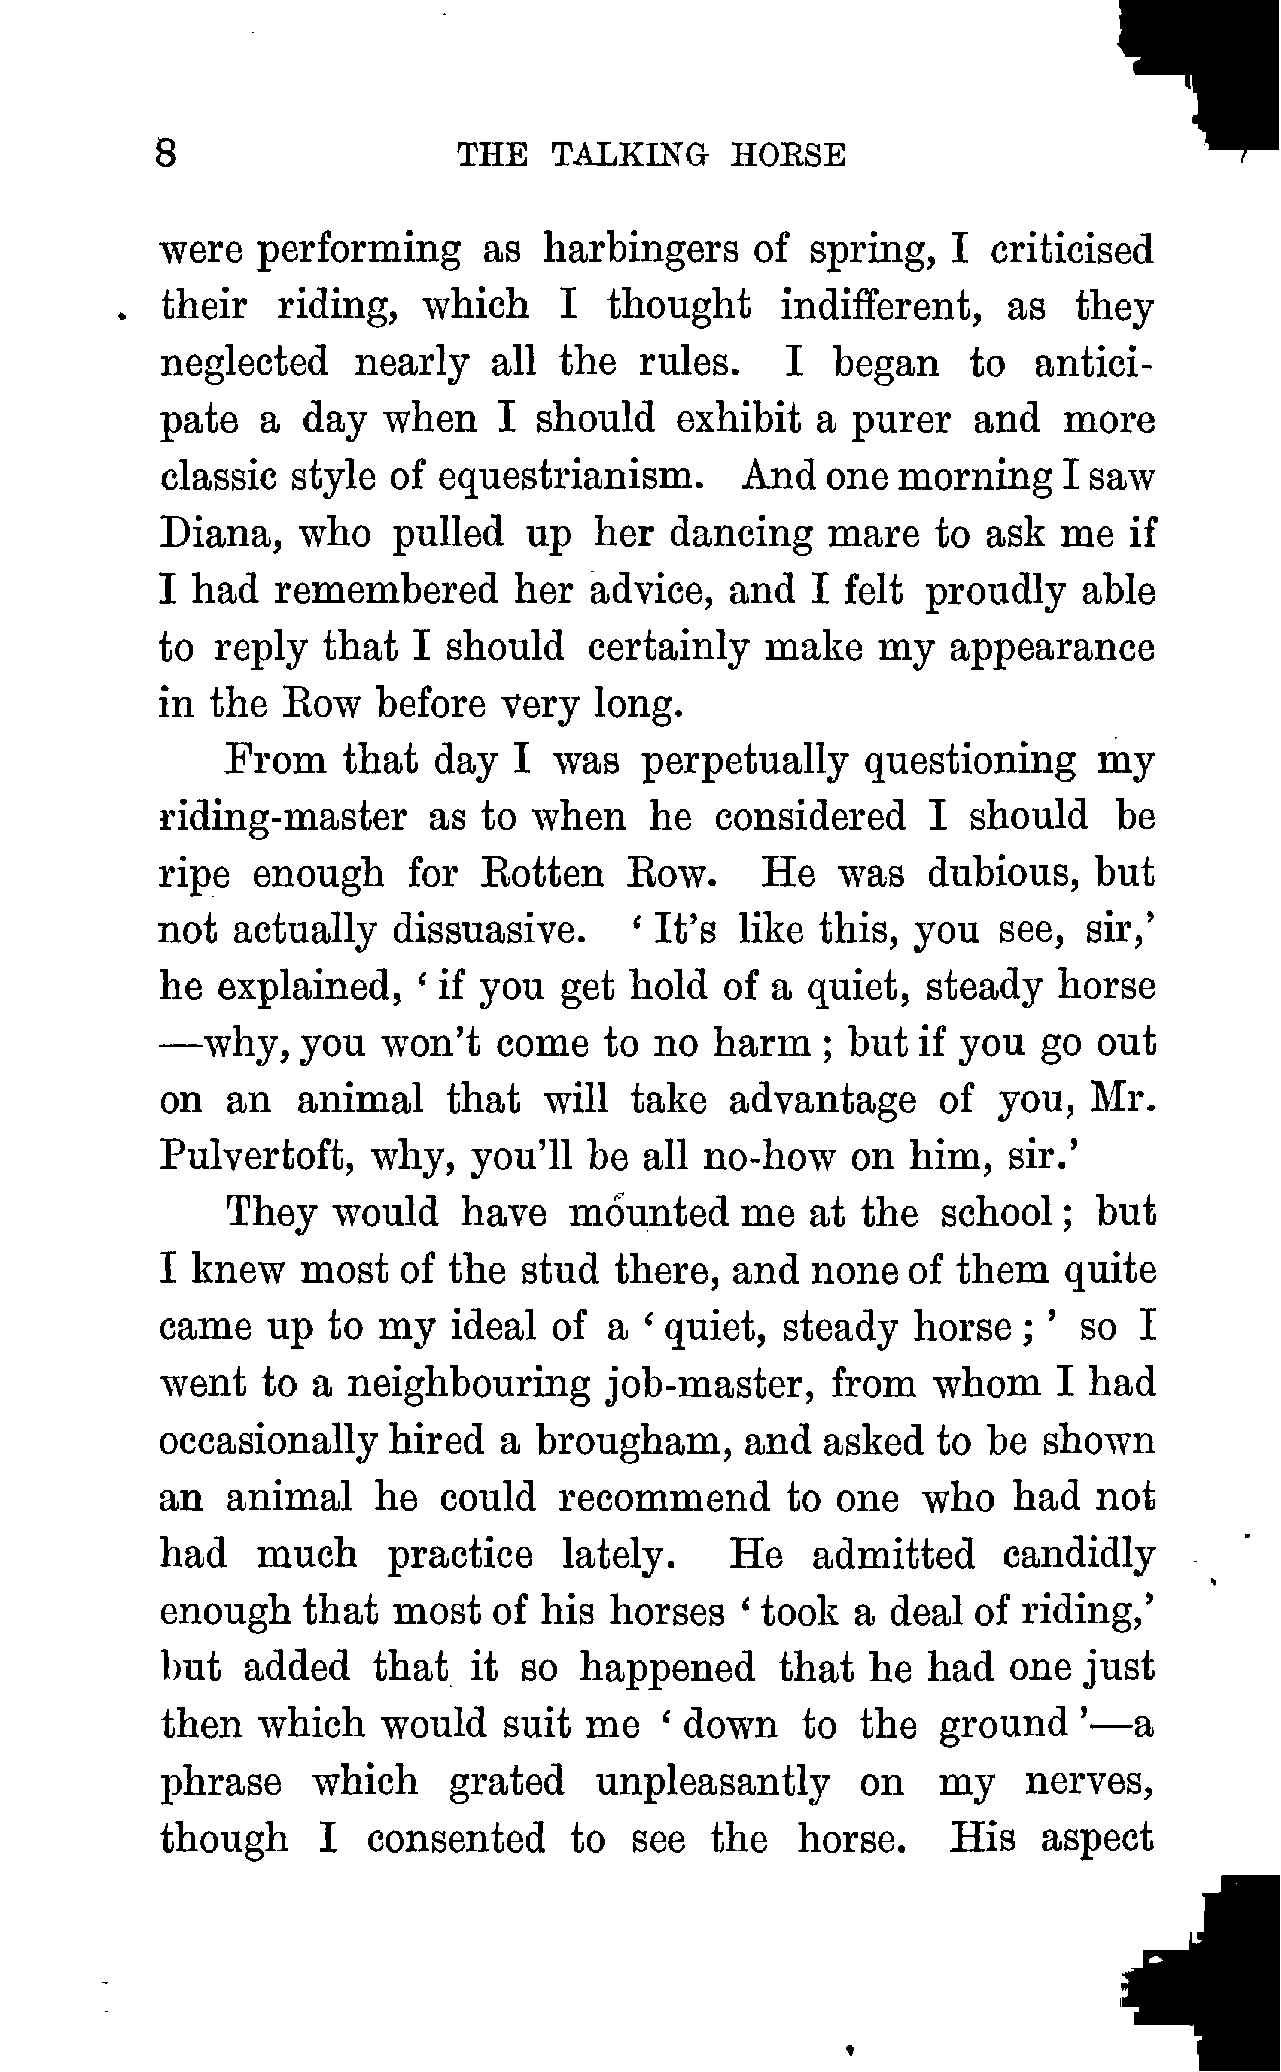 8 THE TALKING HORSE
were performing as harbingers of spring, I criticised
their riding, which I thought indifferent, as they
neglected nearly all the rules. I began to antici-
pate a day when I should exhibit a purer and more
classic style of equestrianism. And one morning I saw
Diana, who pulled up her dancing mare to ask me if
I had remembered her advice, and I felt proudly able
to reply that I should certainly make my appearance
in the Row before very long.
From that day I was perpetually questioning my
riding-master as to when he considered I should be
ripe enough for Rotten Row. He was dubious, but
not actually dissuasive. ‘ It’s like this, you see, sir,’
he explained, ‘ if you get hold of a quiet, steady horse
—why, you won’t come to no harm ; but if you go out
on an animal that will take advantage of you, Mr.
Pulvertoft, why, you’ll be all no-how on him, sir.’
They would have mounted me at the school ; but
I knew most of the stud there, and none of them quite
came up to my ideal of a ‘ quiet, steady horse ; ’ so I
went to a neighbouring job-master, from whom I had
occasionally hired a brougham, and asked to be shown
an animal he could recommend to one who had not
had much practice lately. He admitted candidly
enough that most of his horses ‘ took a deal of riding,’
but added that it so happened that he had one just
then which would suit me ‘ down to the ground ’—a
phrase which grated unpleasantly on my nerves,
though I consented to see the horse. His aspect